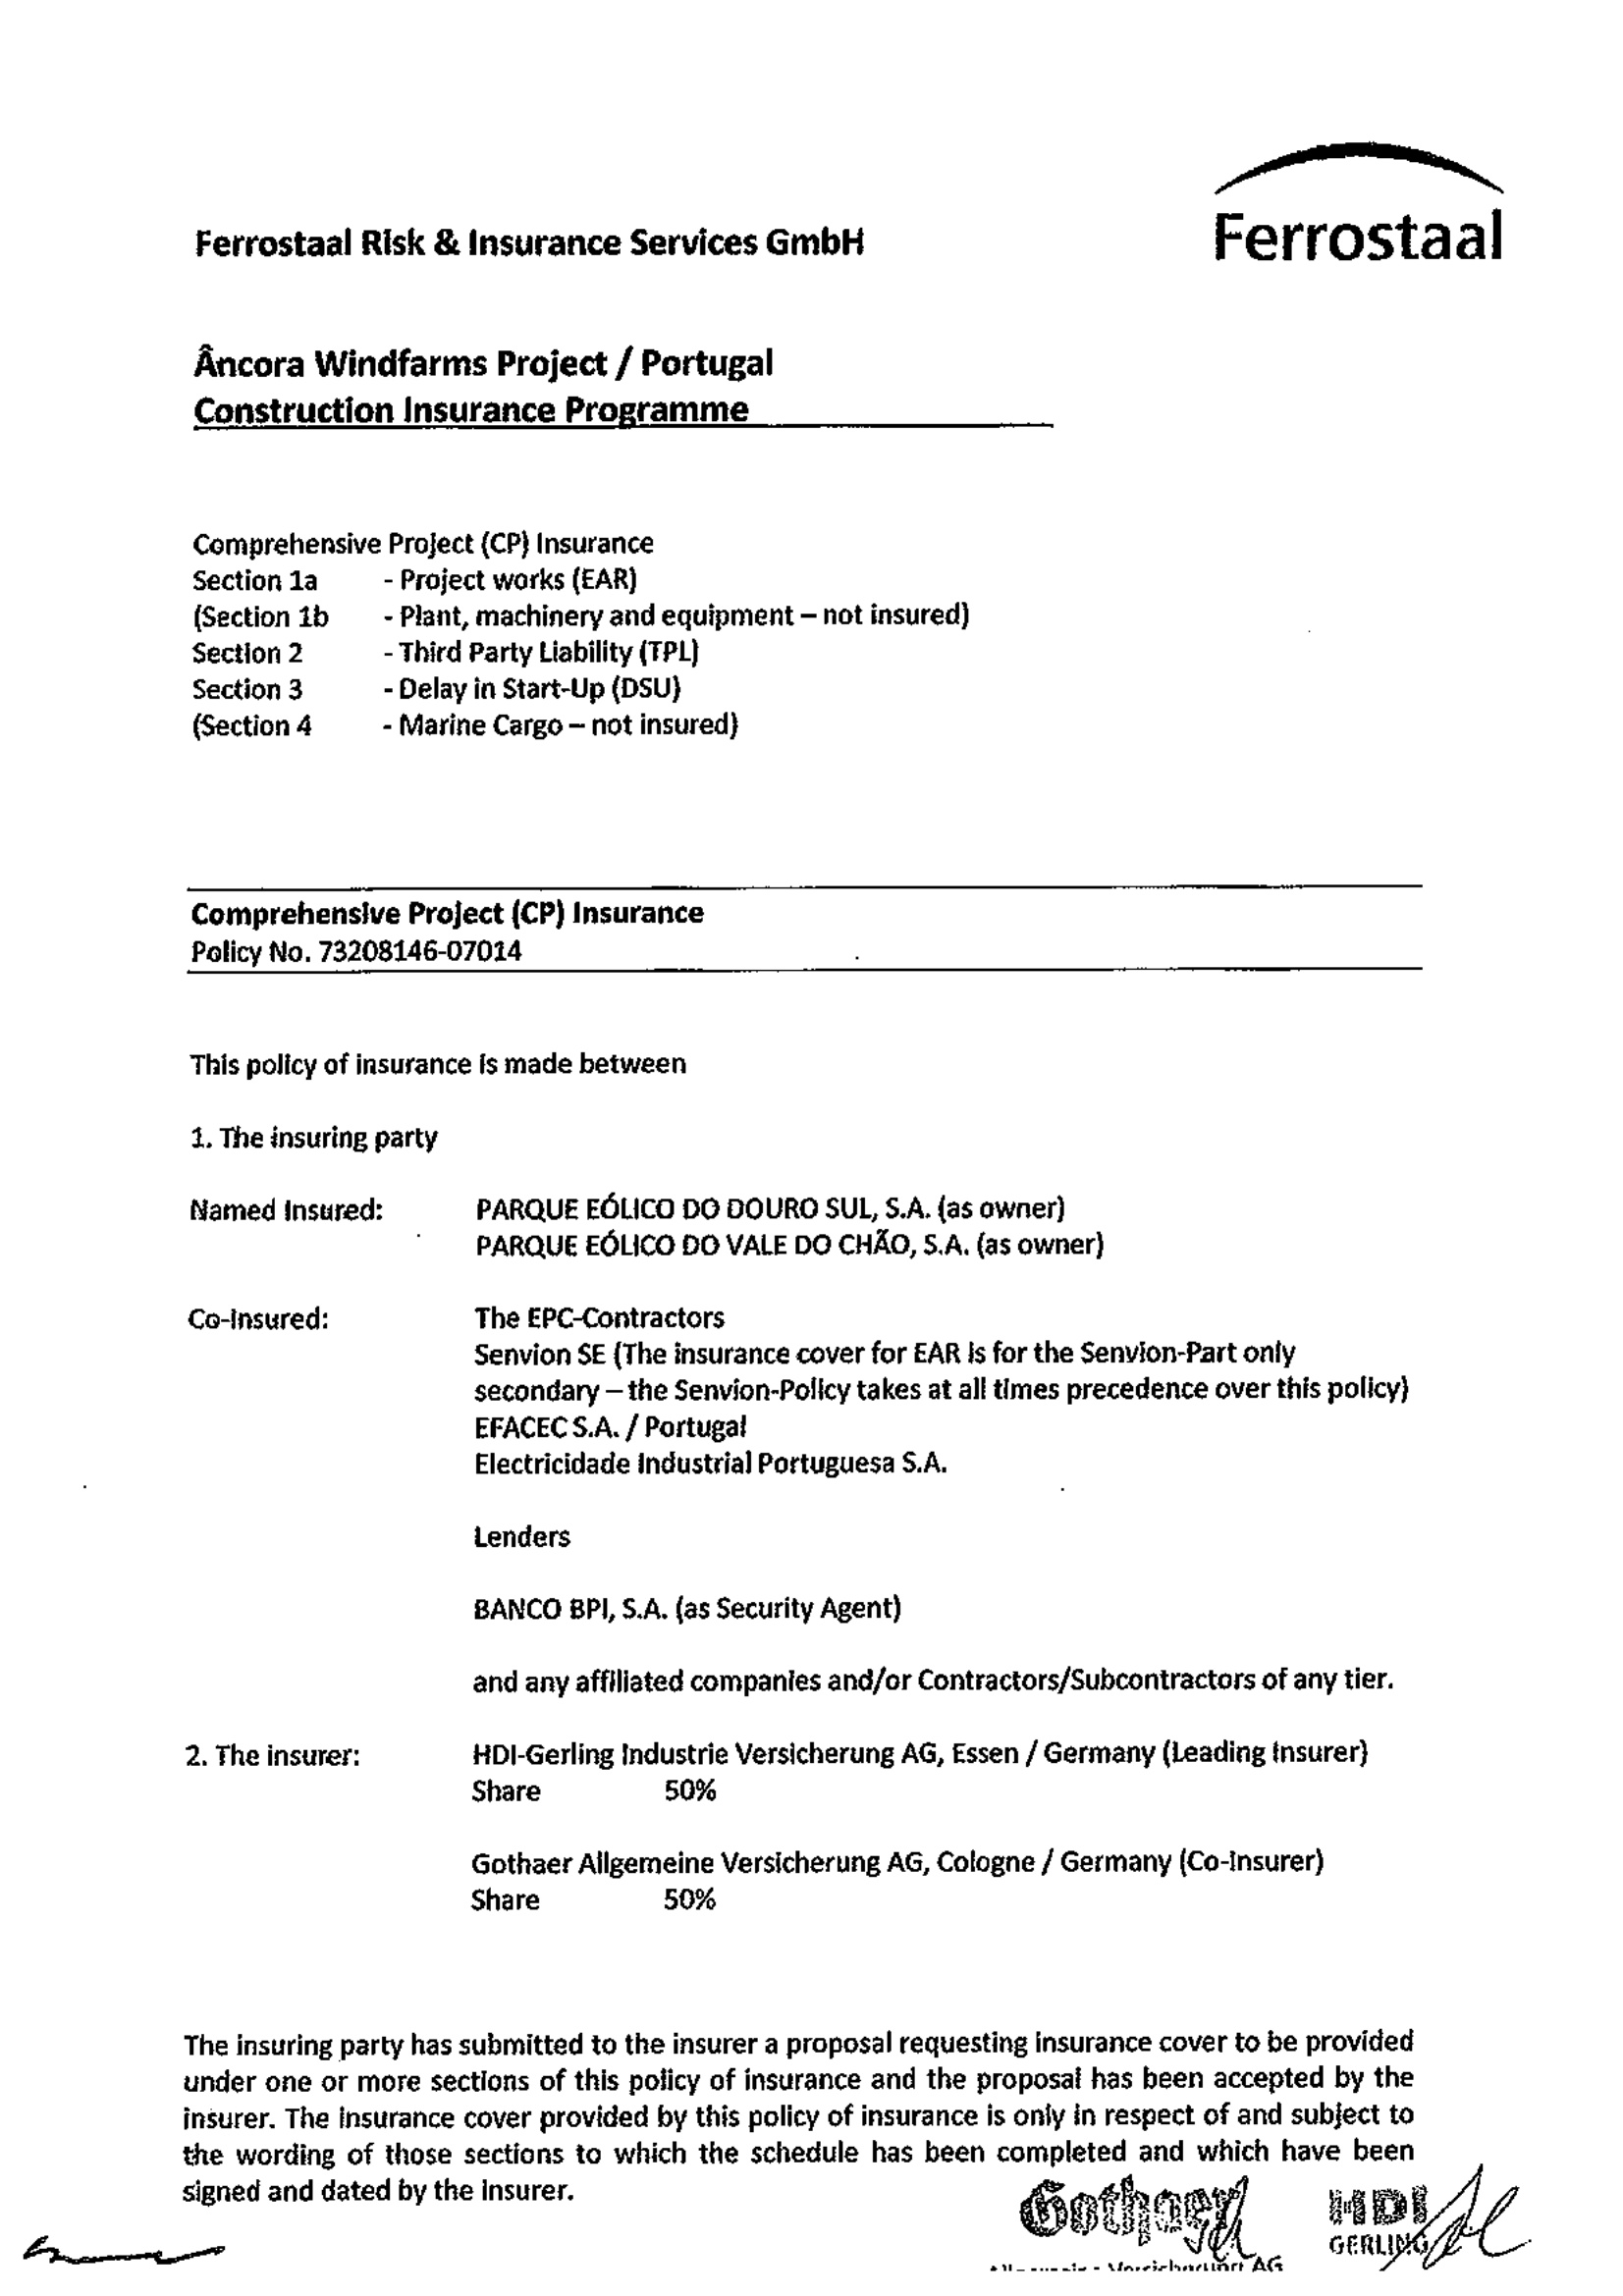 Ferrostaal
Ferrostaal Risk & Insurance Services GmbH
Âncora Windfarms Project / Portugal
Construction Insurance Programme
Comprehensive Project (CP) Insurance
Section 1a - Project works (EAR)
(Section 1b - Plant, machinery and equipment – not insured)
Section 2 - Third Party Liability (TPL)
Section 3 - Delay in Start-Up (DSU)
(Section 4 - Marine Cargo – not insured)
Comprehensive Project (CP) Insurance
Policy No. 73208146-07014
This policy of insurance is made between
1. The insuring party
Named Insured: PARQUE EÓLICO DO DOURO SUL, S.A. (as owner)
PARQUE EÓLICO DO VALE DO CHÃO, S.A. (as owner)
Co-Insured: The EPC-Contractors
Senvion SE (The insurance cover for EAR is for the Senvion-Part only
secondary – the Senvion-Policy takes at all times precedence over this policy)
EFACEC S.A. / Portugal
Electricidade Industrial Portuguesa S.A.
Lenders
BANCO BPI, S.A. (as Security Agent)
and any affiliated companies and/or Contractors/Subcontractors of any tier.
2. The insurer: HDI-Gerling Industrie Versicherung AG, Essen / Germany (Leading Insurer)
Share 50%
Gothaer Allgemeine Versicherung AG, Cologne / Germany (Co-Insurer)
Share 50%
The insuring party has submitted to the insurer a proposal requesting insurance cover to be provided
under one or more sections of this policy of insurance and the proposal has been accepted by the
insurer. The insurance cover provided by this policy of insurance is only in respect of and subject to
the wording of those sections to which the schedule has been completed and which have been
signed and dated by the insurer.
Gothaer
AG
HDI
GERLING